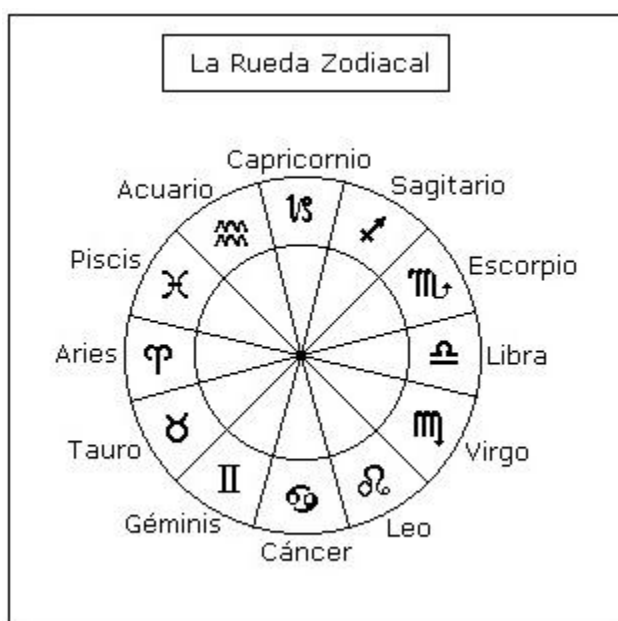 La Rueda Zodiacal
Capricornio
Sagitario
Acuario
Piscis
Escorpio
Aries
Libra
Tauro
Virgo
Géminis
Leo
Cáncer